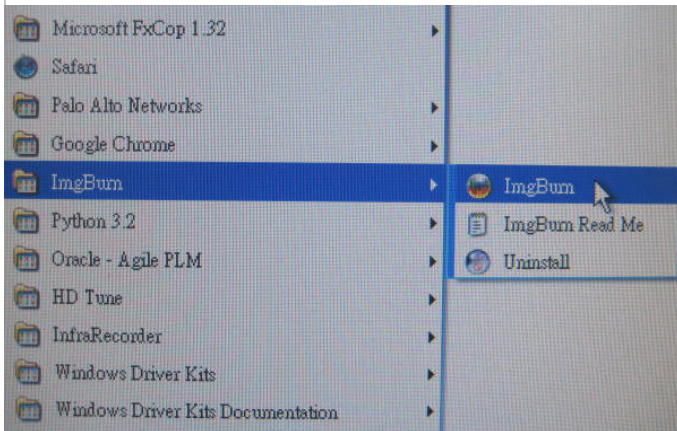 Microsoft FxCop 1.32
Safari
Palo Alto Networks
Google Chrome
ImgBurn
Python 3.2
Oracle - Agile PLM
HD Tune
InfraRecorder
Windows Driver Kits
Windows Driver Kits Documentation
ImgBurn
ImgBurn Read Me
Uninstall